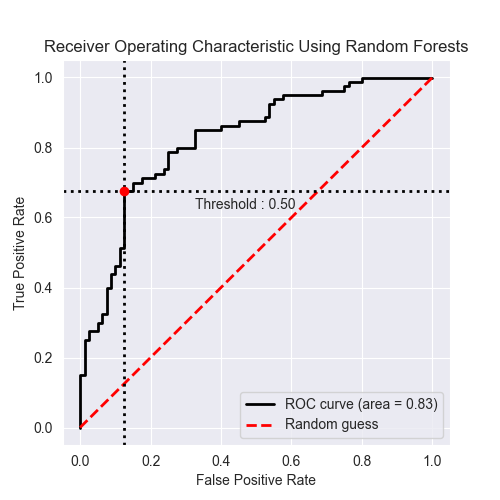 Receiver Operating Characteristic Using Random Forests
1.0
0.8
0.6
0.4
0.2
0.0
True Positive Rate
Threshold : 0.50
ROC curve (area = 0.83)
Random guess
0.0 0.2 0.4 0.6 0.8 1.0
False Positive Rate